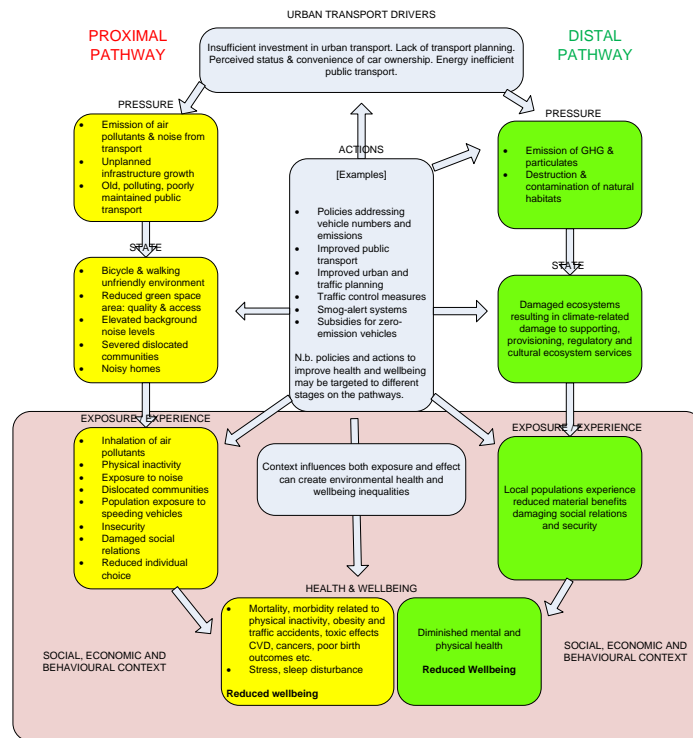 URBAN TRANSPORT DRIVERS
PROXIMAL
PATHWAY
DISTAL
PATHWAY
Insufficient investment in urban transport. Lack of transport planning.
Perceived status & convenience of car ownership. Energy inefficient
public transport.
PRESSURE
• Emission of air
pollutants & noise from
transport
• Unplanned
infrastructure growth
• Old, polluting, poorly
maintained public
transport
STATE
• Bicycle & walking
unfriendly environment
• Reduced green space
area: quality & access
• Elevated background
noise levels
• Severed dislocated
communities
• Noisy homes
EXPOSURE / EXPERIENCE
• Inhalation of air
pollutants
• Physical inactivity
• Exposure to noise
• Dislocated communities
• Population exposure to
speeding vehicles
• Insecurity
• Damaged social
relations
• Reduced individual
choice
ACTIONS
[Examples]
• Policies addressing
vehicle numbers and
emissions
• Improved public
transport
• Improved urban and
traffic planning
• Traffic control measures
• Smog-alert systems
• Subsidies for zero-
emission vehicles
N.b. policies and actions to
improve health and wellbeing
may be targeted to different
stages on the pathways.
Context influences both exposure and effect
can create environmental health and
wellbeing inequalities
PRESSURE
• Emission of GHG &
particulates
• Destruction &
contamination of natural
habitats
STATE
Damaged ecosystems
resulting in climate-related
damage to supporting,
provisioning, regulatory and
cultural ecosystem services
EXPOSURE / EXPERIENCE
Local populations experience
reduced material benefits
damaging social relations
and security
HEALTH & WELLBEING
• Mortality, morbidity related to
physical inactivity, obesity and
traffic accidents, toxic effects
CVD, cancers, poor birth
outcomes etc.
• Stress, sleep disturbance
Reduced wellbeing
Diminished mental and
physical health
Reduced Wellbeing
SOCIAL, ECONOMIC AND
BEHAVIOURAL CONTEXT
SOCIAL, ECONOMIC AND
BEHAVIOURAL CONTEXT